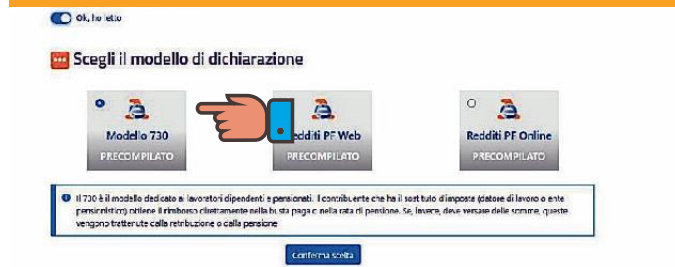 Ok, ho letto
Scegli il modello di dichiarazione
Modello 730
PRECOMPILATO
Redditi PF Web
PRECOMPILATO
Redditi PF Online
PRECOMPILATO
Il 730 è il modello dedicato ai lavoratori dipendenti e pensionati. Il contribuente che ha il sostituto d'imposta (datore di lavoro o ente
pensionistico) ottiene il rimborso direttamente nella busta paga o nella rata di pensione. Se, invece, deve versare delle somme, queste
vengono trattenute dalla retribuzione o dalla pensione
Conferma scelta